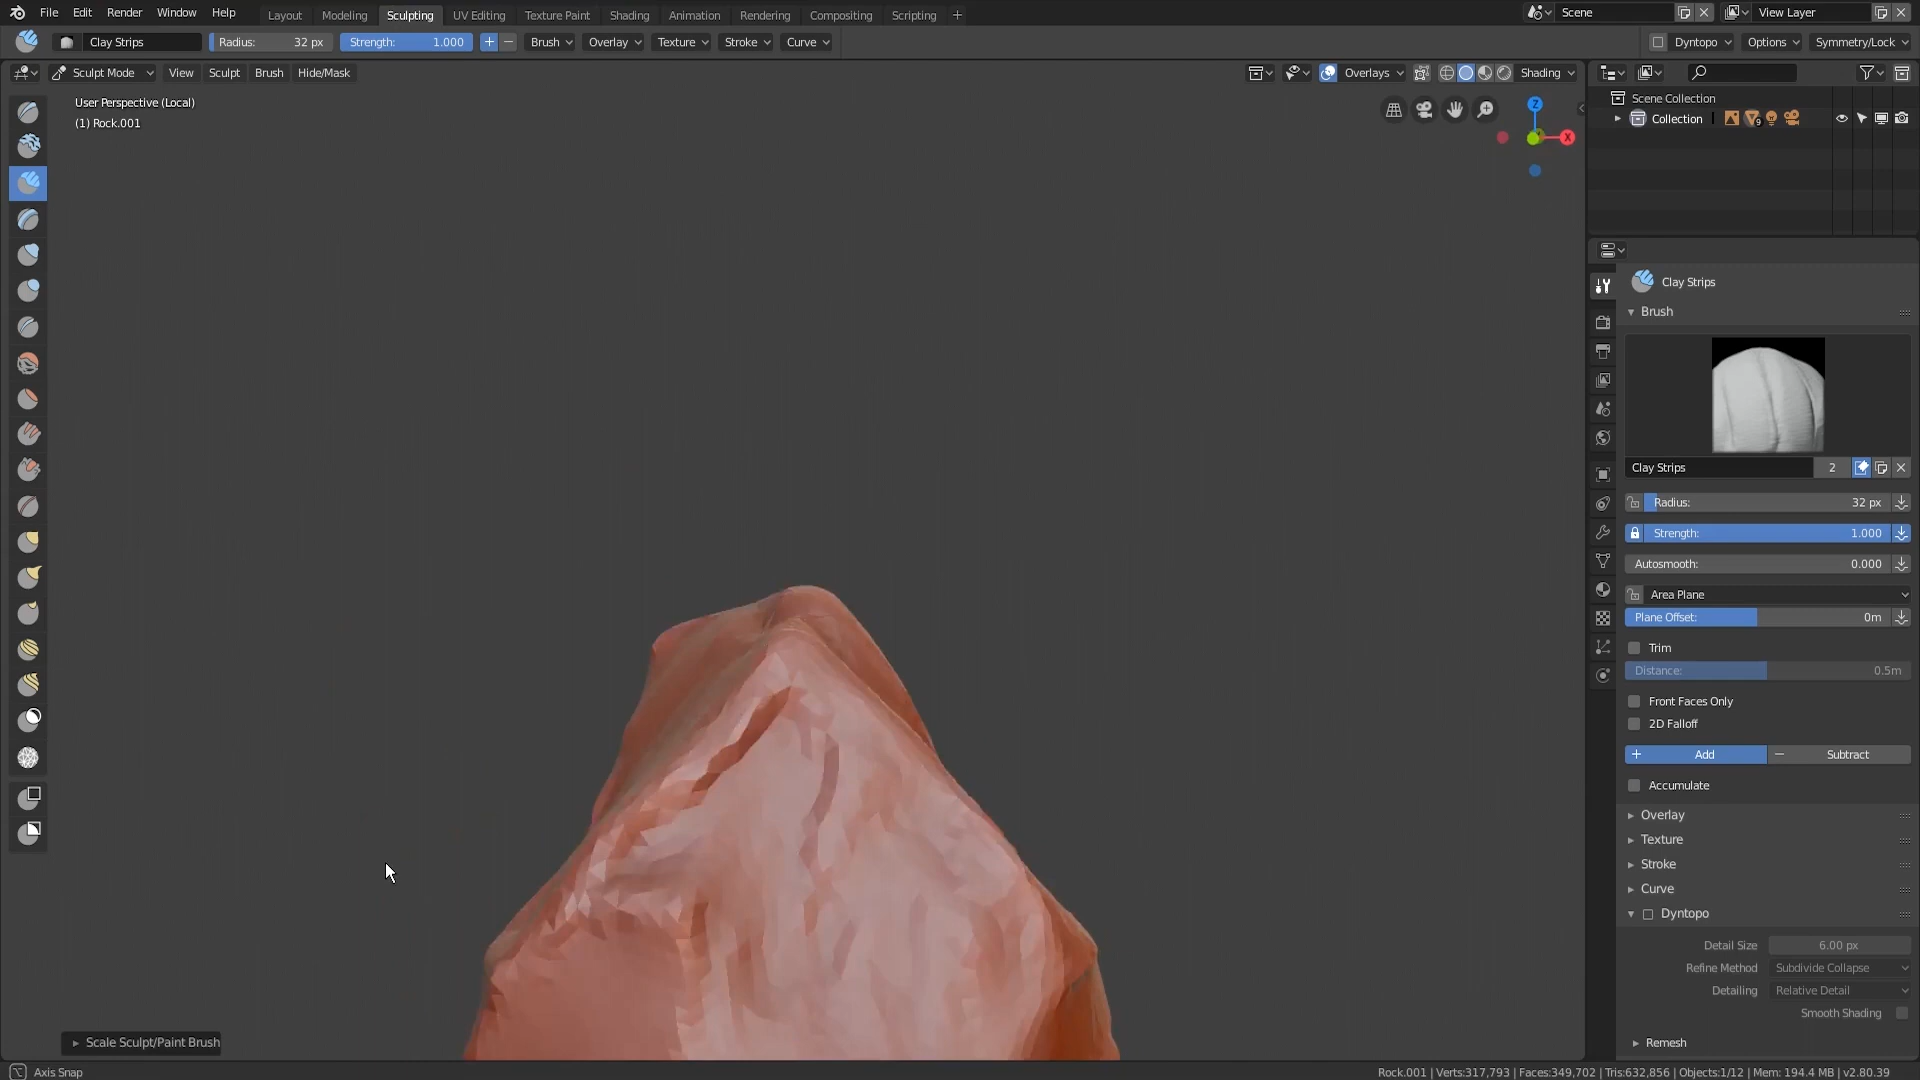 File Edit Render Window Help Layout Modeling Sculpting UV Editing Texture Paint Shading Animation Rendering Compositing Scripting + Scene View Layer
Clay Strips Radius: 32 px Strength: 1.000 + − Brush Overlay Texture Stroke Curve Dyntopo Options Symmetry/Lock
Sculpt Mode View Sculpt Brush Hide/Mask Overlays Shading
User Perspective (Local)
(1) Rock.001
Z
X
Scene Collection
Collection
9
Clay Strips
Brush
Clay Strips 2
Radius: 32 px
Strength: 1.000
Autosmooth: 0.000
Area Plane
Plane Offset: 0m
Trim
Distance: 0.5m
Front Faces Only
2D Falloff
+ Add − Subtract
Accumulate
Overlay
Texture
Stroke
Curve
Dyntopo
Detail Size 6.00 px
Refine Method Subdivide Collapse
Detailing Relative Detail
Smooth Shading
Remesh
Scale Sculpt/Paint Brush
Axis Snap
Rock.001 | Verts:317,793 | Faces:349,702 | Tris:632,856 | Objects:1/12 | Mem: 194.4 MB | v2.80.39